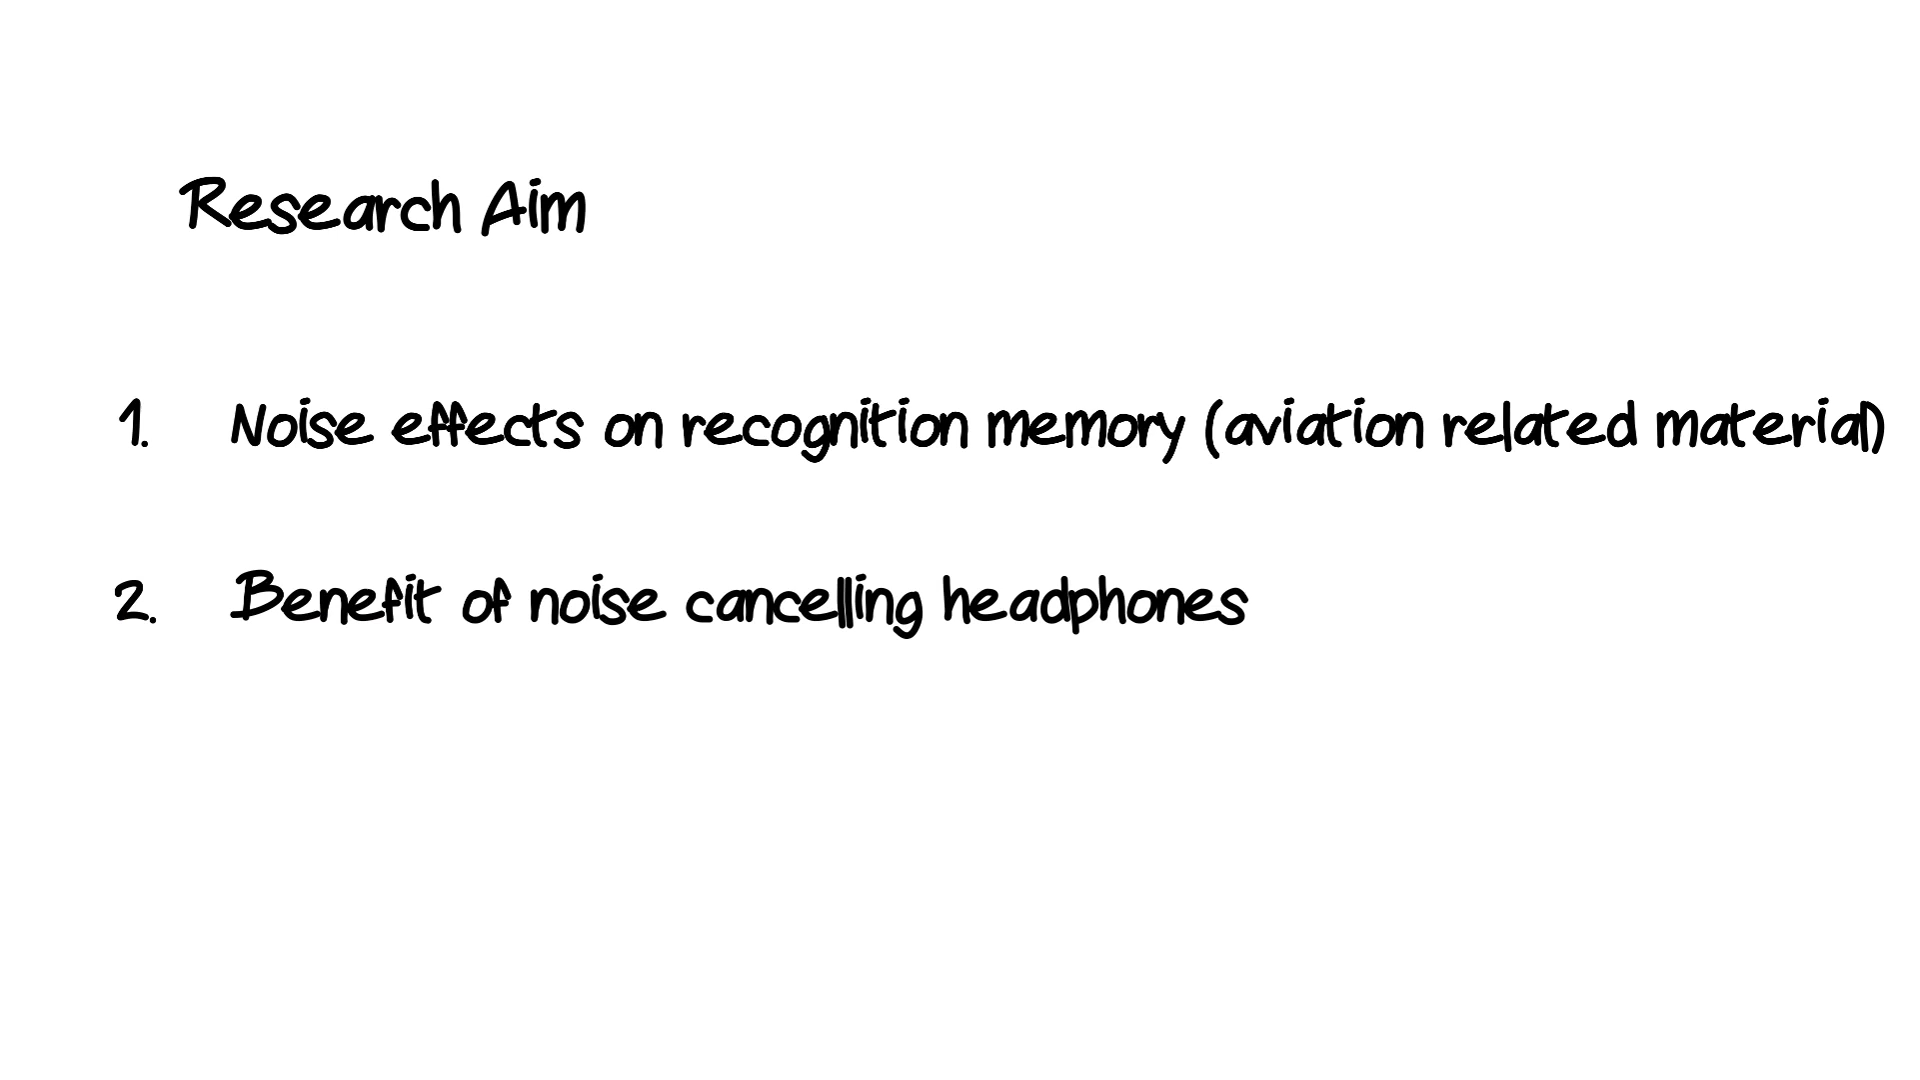 Research Aim
1. Noise effects on recognition memory (aviation related material)
2. Benefit of noise cancelling headphones